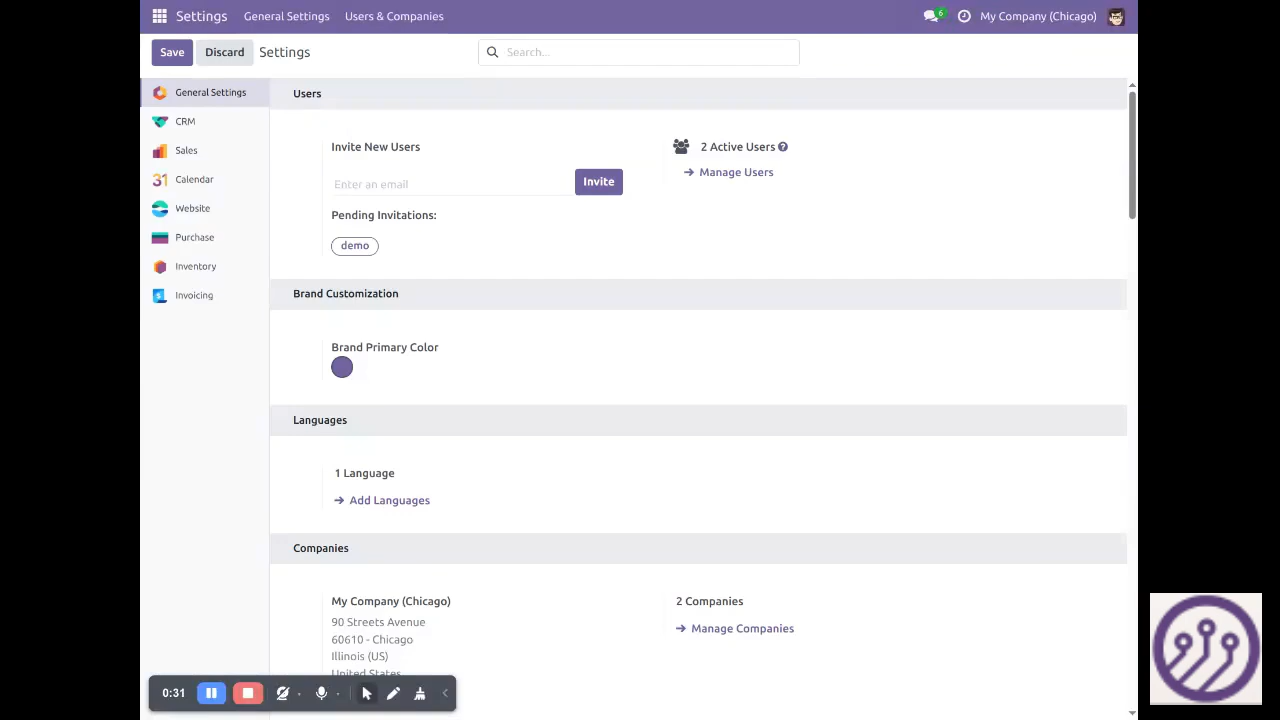 Settings
General Settings
Users & Companies
6
My Company (Chicago)
Save
Discard
Settings
Search...
General Settings
CRM
Sales
31 Calendar
Website
Purchase
Inventory
Invoicing
Users
Invite New Users
Enter an email
Invite
Pending Invitations:
demo
2 Active Users ?
Manage Users
Brand Customization
Brand Primary Color
Languages
1 Language
Add Languages
Companies
My Company (Chicago)
90 Streets Avenue
60610 - Chicago
Illinois (US)
United States
2 Companies
Manage Companies
0:31